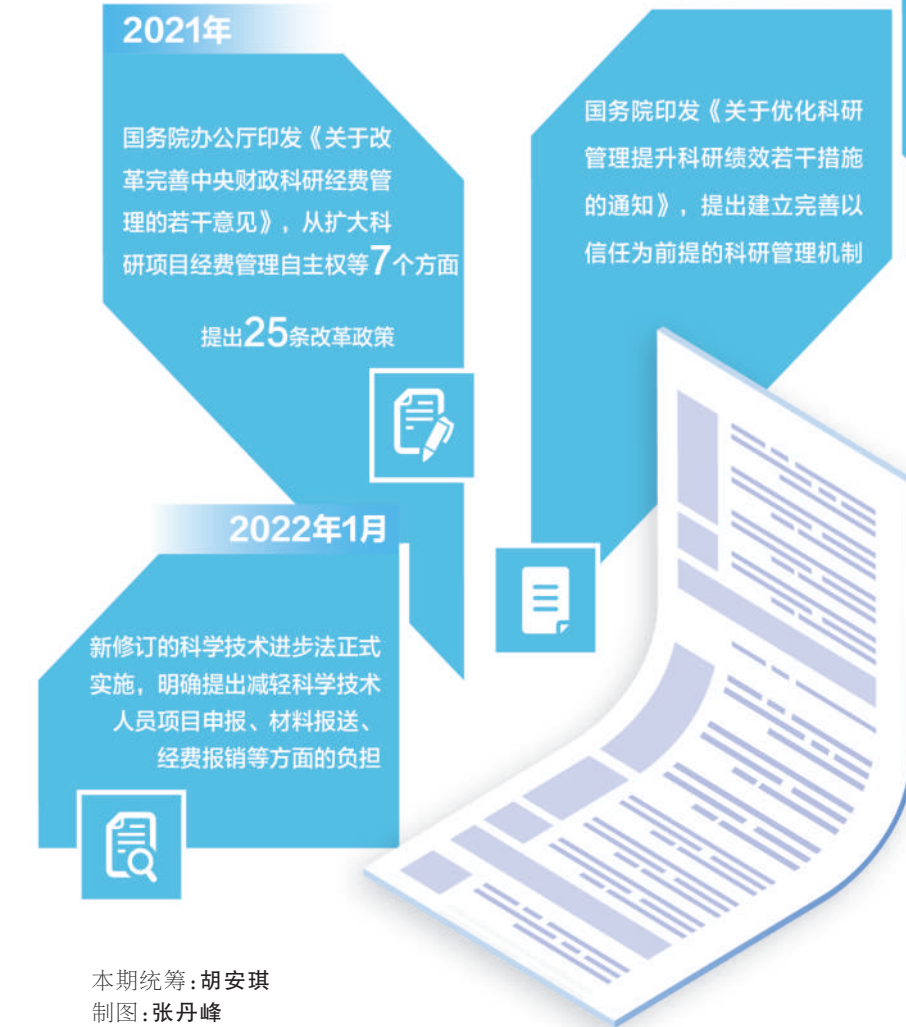 2021年
国务院办公厅印发《关于改
革完善中央财政科研经费管
理的若干意见》，从扩大科
研项目经费管理自主权等7个方面
提出25条改革政策
国务院印发《关于优化科研
管理提升科研绩效若干措施
的通知》，提出建立完善以
信任为前提的科研管理机制
2022年1月
新修订的科学技术进步法正式
实施，明确提出减轻科学技术
人员项目申报、材料报送、
经费报销等方面的负担
本期统筹：胡安琪
制图：张丹峰